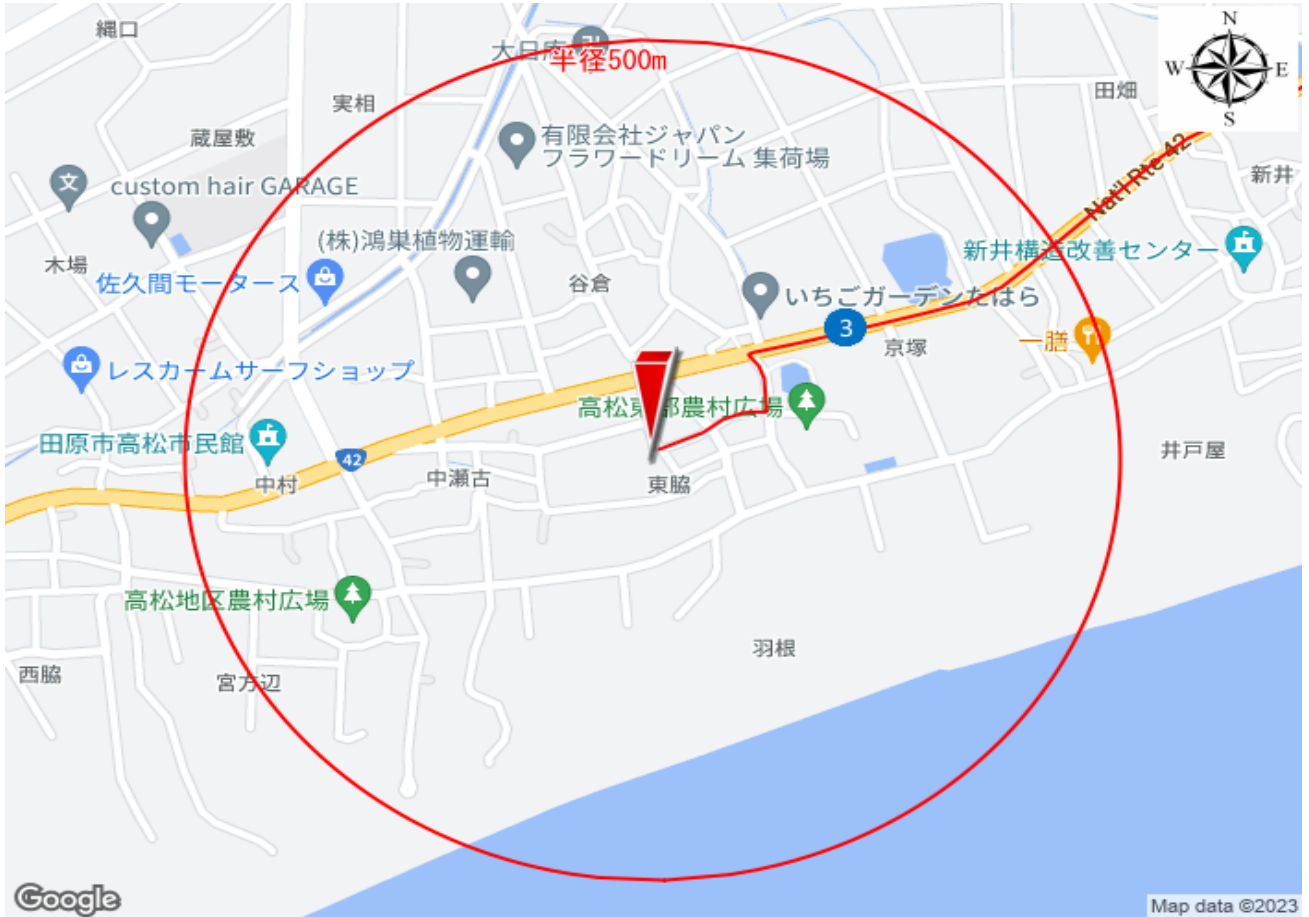 縄口
大日庵
半径500m
N
W
E
S
田畑
実相
蔵屋敷
有限会社ジャパン
フラワードリーム 集荷場
Nat'l Rte 42
新井
文
custom hair GARAGE
(株)鴻巣植物運輸
新井構造改善センター
木場
佐久間モータース
谷倉
いちごガーデンたはら
3
京塚
一膳
レスカームサーフショップ
高松東部農村広場
田原市高松市民館
42
中村
中瀬古
東脇
井戸屋
高松地区農村広場
羽根
西脇
宮方辺
Google
Map data ©2023